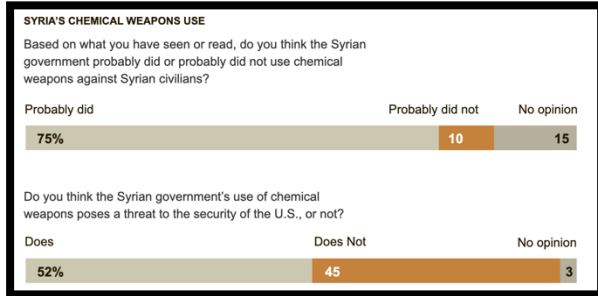 SYRIA'S CHEMICAL WEAPONS USE
Based on what you have seen or read, do you think the Syrian
government probably did or probably did not use chemical
weapons against Syrian civilians?
Probably did Probably did not No opinion
75% 10 15
Do you think the Syrian government's use of chemical
weapons poses a threat to the security of the U.S., or not?
Does Does Not No opinion
52% 45 3